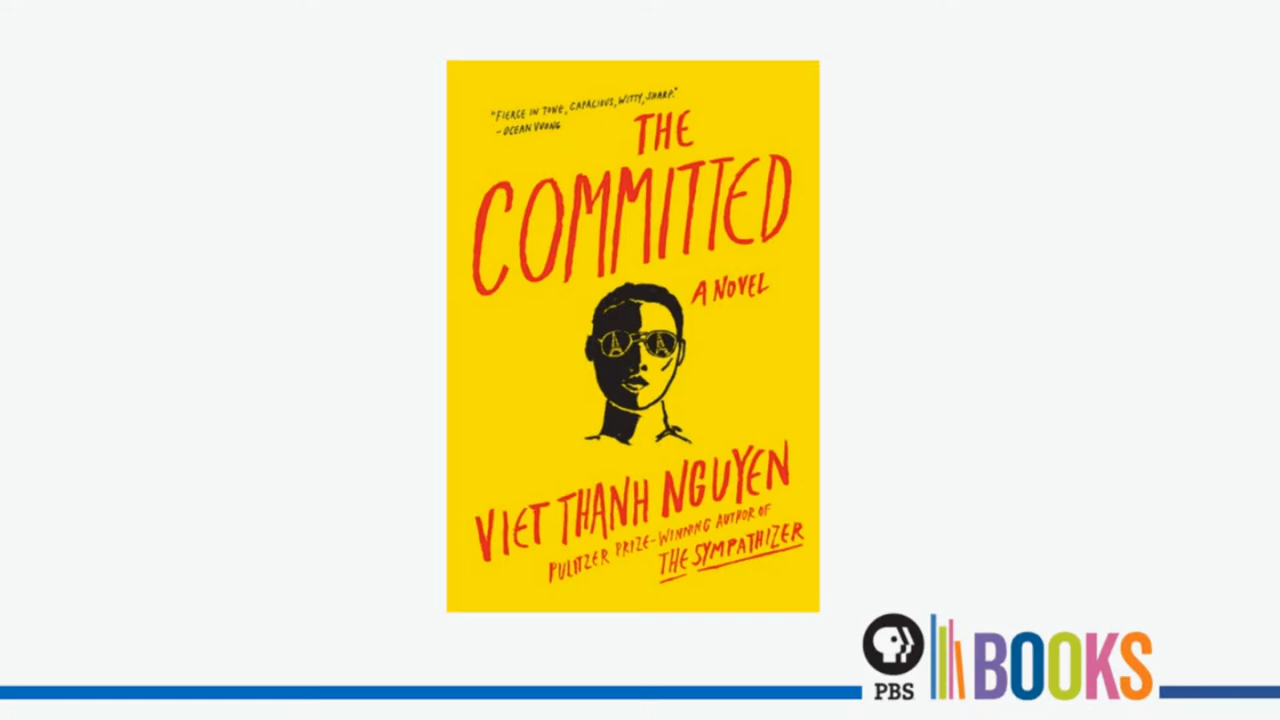 "FIERCE IN TONE, CAPACIOUS, WITTY, SHARP."
– OCEAN VUONG
THE
COMMITTED
A NOVEL
VIET THANH NGUYEN
PULITZER PRIZE-WINNING AUTHOR OF
THE SYMPATHIZER
PBS
BOOKS